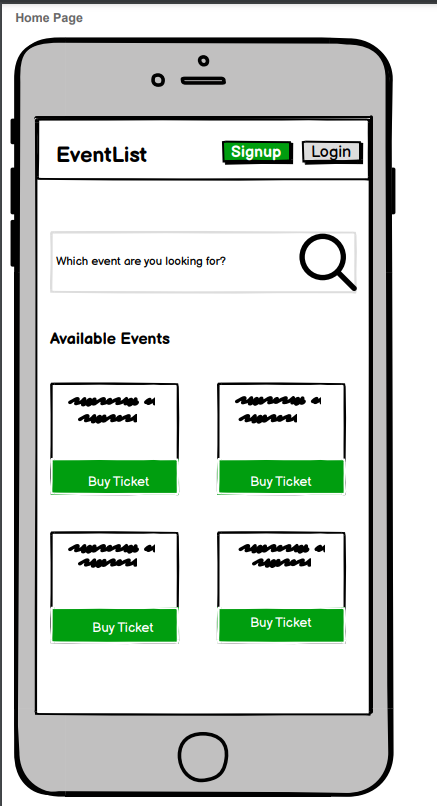 Home Page
EventList
Signup
Login
Which event are you looking for?
Available Events
Buy Ticket
Buy Ticket
Buy Ticket
Buy Ticket